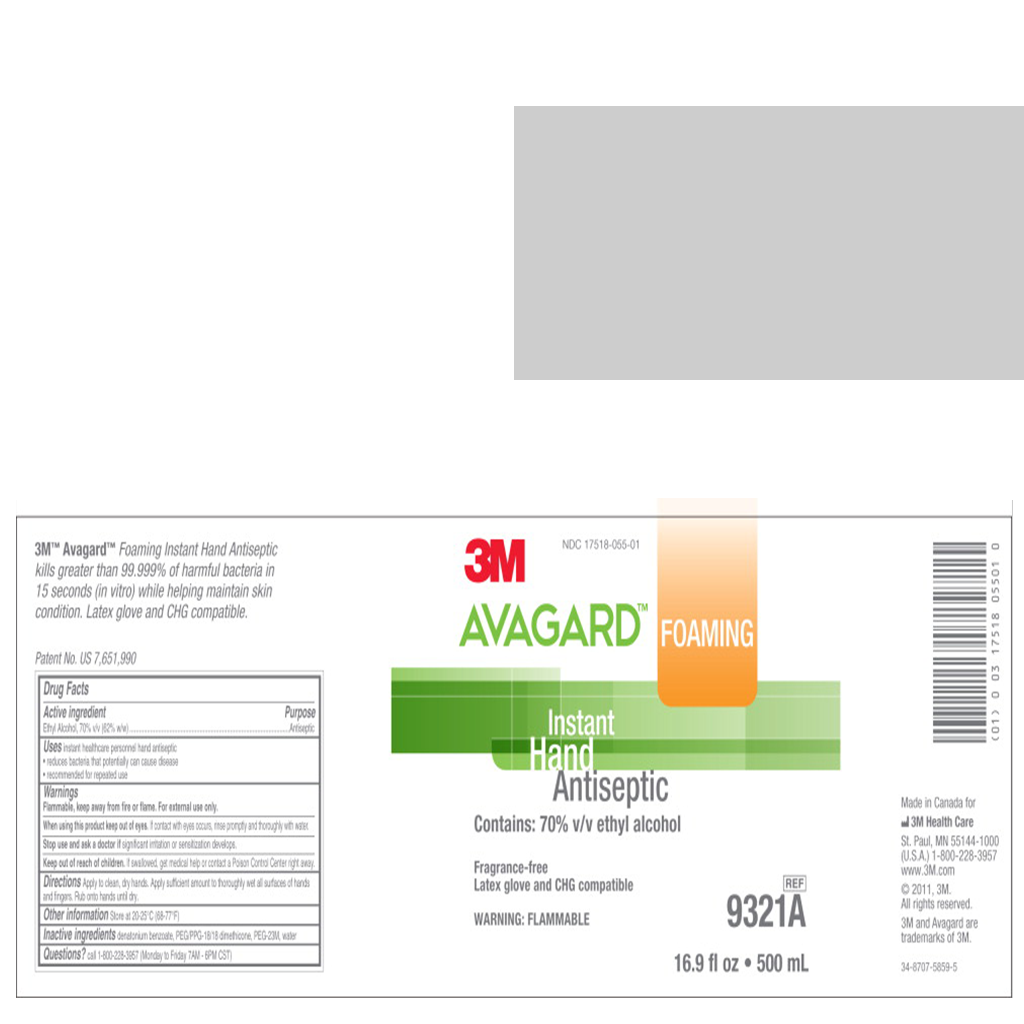 3M™ Avagard™ Foaming Instant Hand Antiseptic
kills greater than 99.999% of harmful bacteria in
15 seconds (in vitro) while helping maintain skin
condition. Latex glove and CHG compatible.
Patent No. US 7,651,990
Drug Facts
Active ingredient Purpose
Ethyl Alcohol, 70% v/v (62% w/w) Antiseptic
Uses instant healthcare personnel hand antiseptic
• reduces bacteria that potentially can cause disease
• recommended for repeated use
Warnings
Flammable, keep away from fire or flame. For external use only.
When using this product keep out of eyes. If contact with eyes occurs, rinse promptly and thoroughly with water.
Stop use and ask a doctor if significant irritation or sensitization develops.
Keep out of reach of children. If swallowed, get medical help or contact a Poison Control Center right away.
Directions Apply to clean, dry hands. Apply sufficient amount to thoroughly wet all surfaces of hands
and fingers. Rub onto hands until dry.
Other information Store at 20-25°C (68-77°F)
Inactive ingredients denatonium benzoate, PEG/PPG-18/18 dimethicone, PEG-23M, water
Questions? call 1-800-228-3957 (Monday to Friday 7AM - 6PM CST)
3M
NDC 17518-055-01
AVAGARD™
FOAMING
Instant
Hand
Antiseptic
Contains: 70% v/v ethyl alcohol
Fragrance-free
Latex glove and CHG compatible
WARNING: FLAMMABLE
REF
9321A
16.9 fl oz • 500 mL
(01) 0 03 17518 05501 0
Made in Canada for
3M Health Care
St. Paul, MN 55144-1000
(U.S.A.) 1-800-228-3957
www.3M.com
© 2011, 3M.
All rights reserved.
3M and Avagard are
trademarks of 3M.
34-8707-5859-5